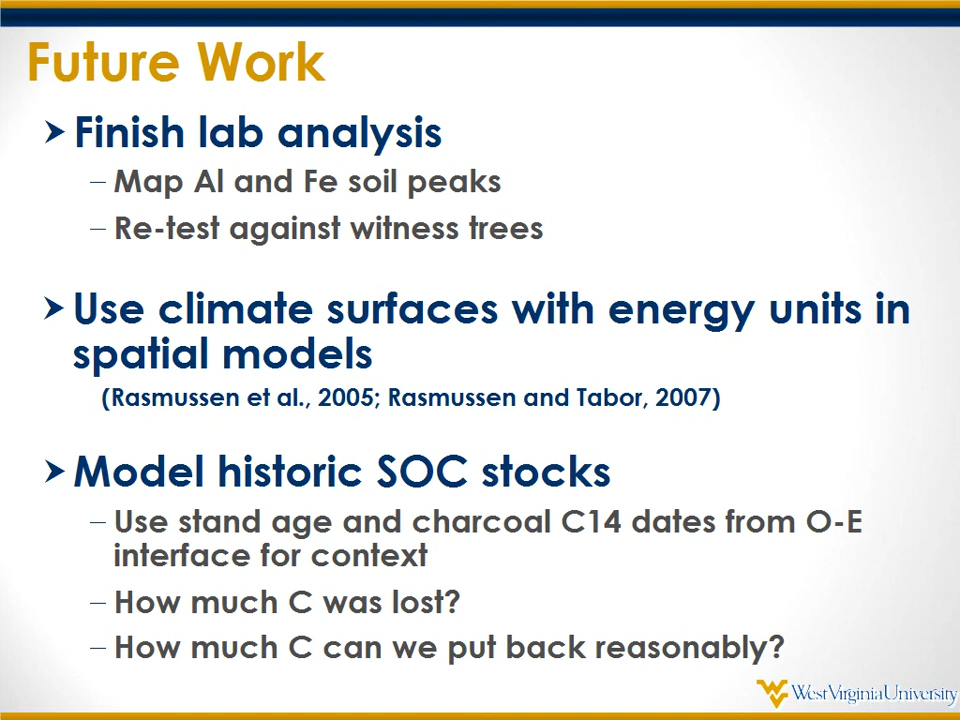 Future Work
Finish lab analysis
– Map Al and Fe soil peaks
– Re-test against witness trees
Use climate surfaces with energy units in
spatial models
(Rasmussen et al., 2005; Rasmussen and Tabor, 2007)
Model historic SOC stocks
– Use stand age and charcoal C14 dates from O-E
interface for context
– How much C was lost?
– How much C can we put back reasonably?
WestVirginiaUniversity